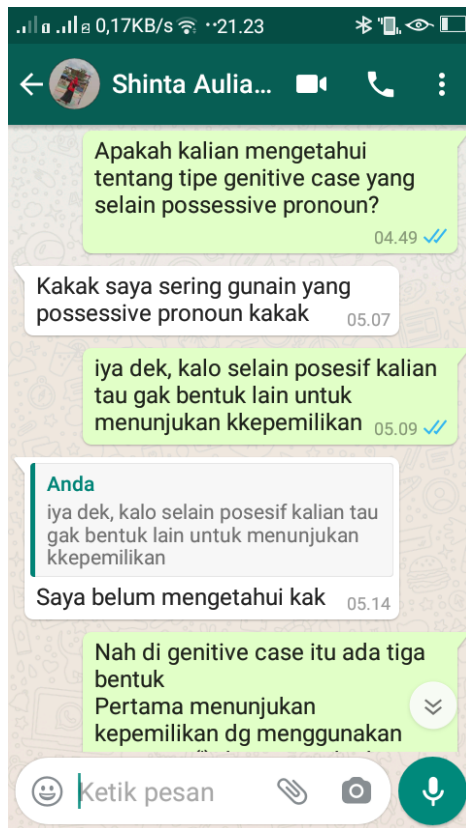 0,17KB/s ··21.23
Shinta Aulia...
Apakah kalian mengetahui
tentang tipe genitive case yang
selain possessive pronoun?
04.49
Kakak saya sering gunain yang
possessive pronoun kakak 05.07
iya dek, kalo selain posesif kalian
tau gak bentuk lain untuk
menunjukan kkepemilikan 05.09
Anda
iya dek, kalo selain posesif kalian tau
gak bentuk lain untuk menunjukan
kkepemilikan
Saya belum mengetahui kak 05.14
Nah di genitive case itu ada tiga
bentuk
Pertama menunjukan
kepemilikan dg menggunakan
Ketik pesan